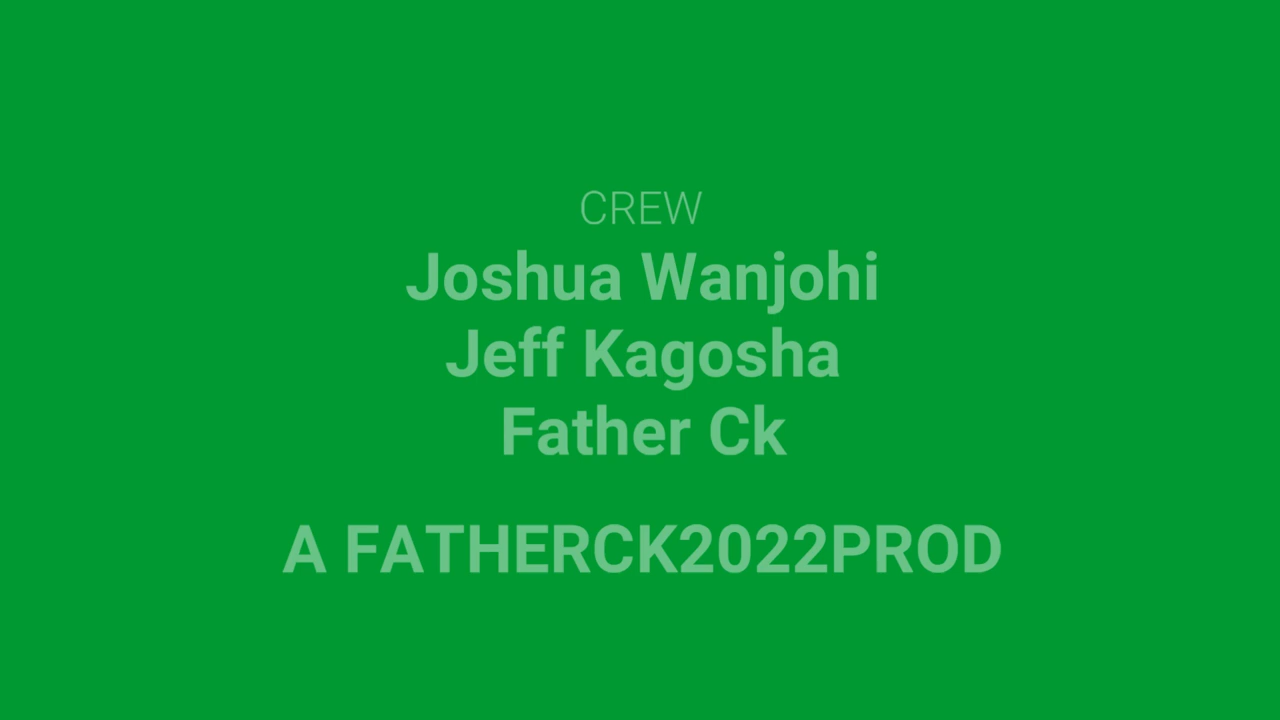 CREW
Joshua Wanjohi
Jeff Kagosha
Father Ck
A FATHERCK2022PROD